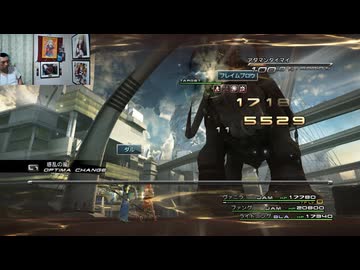 アダマンタイマイ
フレイムブロウ
TARGET
1718
5529
11
ダル
OPTIMA CHANGE
ヴァニラ JAM HP 17780
ファング JAM HP 20800
ライトニング BLA HP 17940